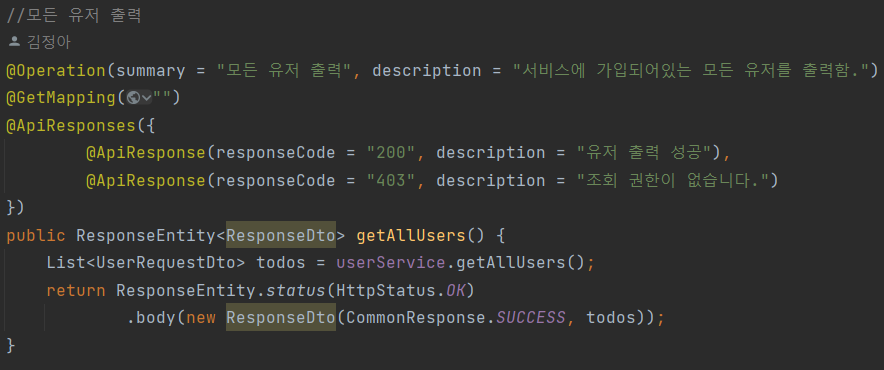 //모든 유저 출력
김정아
@Operation(summary = "모든 유저 출력", description = "서비스에 가입되어있는 모든 유저를 출력함.")
@GetMapping("")
@ApiResponses({
@ApiResponse(responseCode = "200", description = "유저 출력 성공"),
@ApiResponse(responseCode = "403", description = "조회 권한이 없습니다.")
})
public ResponseEntity<ResponseDto> getAllUsers() {
List<UserRequestDto> todos = userService.getAllUsers();
return ResponseEntity.status(HttpStatus.OK)
.body(new ResponseDto(CommonResponse.SUCCESS, todos));
}